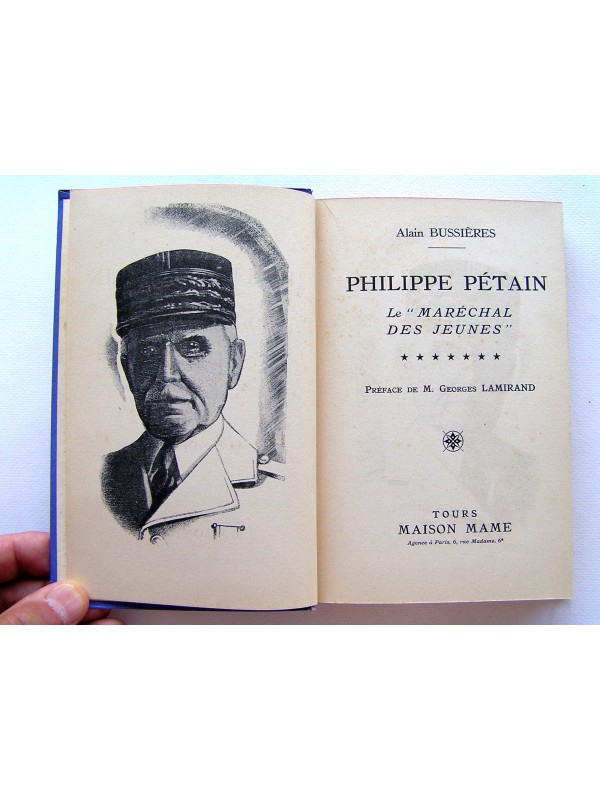 Alain BUSSIÈRES
PHILIPPE PÉTAIN
Le "MARÉCHAL
DES JEUNES"
★ ★ ★ ★ ★ ★ ★
PRÉFACE DE M. GEORGES LAMIRAND
TOURS
MAISON MAME
Agence à Paris, 6, rue Madame, 6e